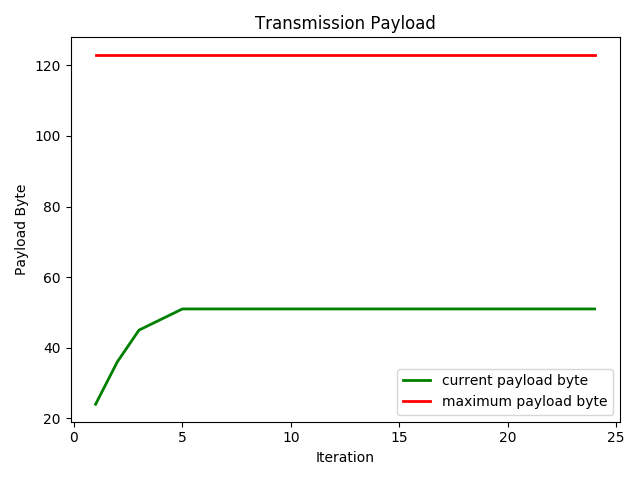 Transmission Payload
120
100
80
60
40
20
Payload Byte
0
5
10
15
20
25
Iteration
current payload byte
maximum payload byte